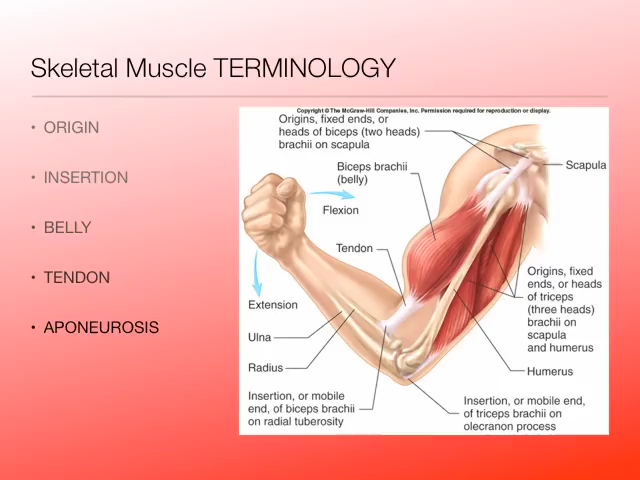 Skeletal Muscle TERMINOLOGY
• ORIGIN
• INSERTION
• BELLY
• TENDON
• APONEUROSIS
Copyright © The McGraw-Hill Companies, Inc. Permission required for reproduction or display.
Origins, fixed ends, or
heads of biceps (two heads)
brachii on scapula
Scapula
Biceps brachii
(belly)
Flexion
Tendon
Extension
Origins, fixed
ends, or heads
of triceps
(three heads)
brachii on
scapula
and humerus
Ulna
Radius
Humerus
Insertion, or mobile
end, of biceps brachii
on radial tuberosity
Insertion, or mobile end,
of triceps brachii on
olecranon process